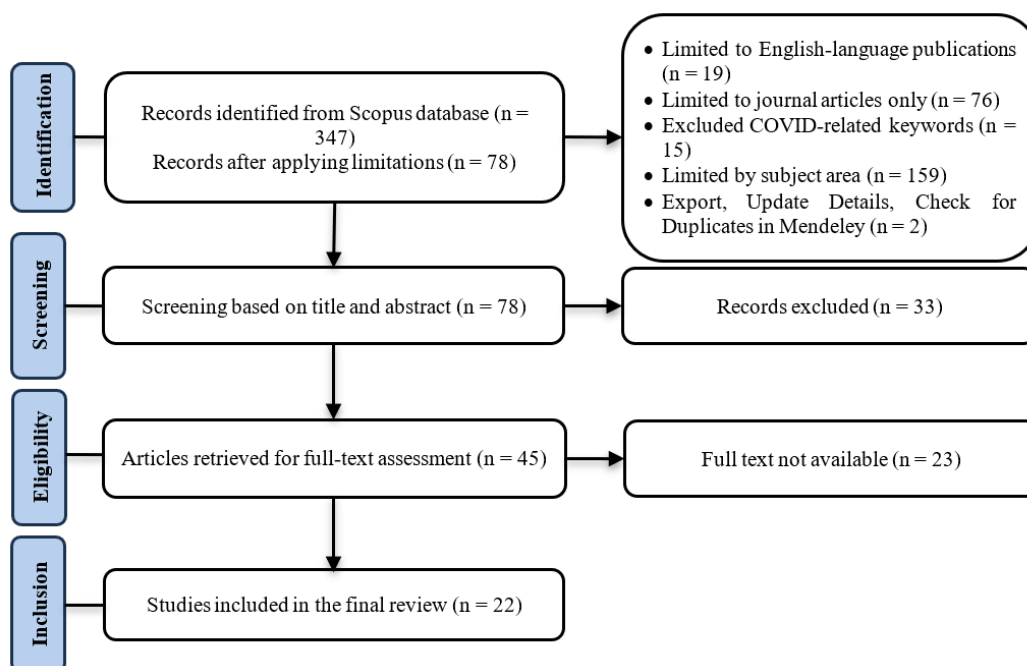 Identification
Records identified from Scopus database (n =
347)
Records after applying limitations (n = 78)
• Limited to English-language publications
(n = 19)
• Limited to journal articles only (n = 76)
• Excluded COVID-related keywords (n =
15)
• Limited by subject area (n = 159)
• Export, Update Details, Check for
Duplicates in Mendeley (n = 2)
Screening
Screening based on title and abstract (n = 78)
Records excluded (n = 33)
Eligibility
Articles retrieved for full-text assessment (n = 45)
Full text not available (n = 23)
Inclusion
Studies included in the final review (n = 22)